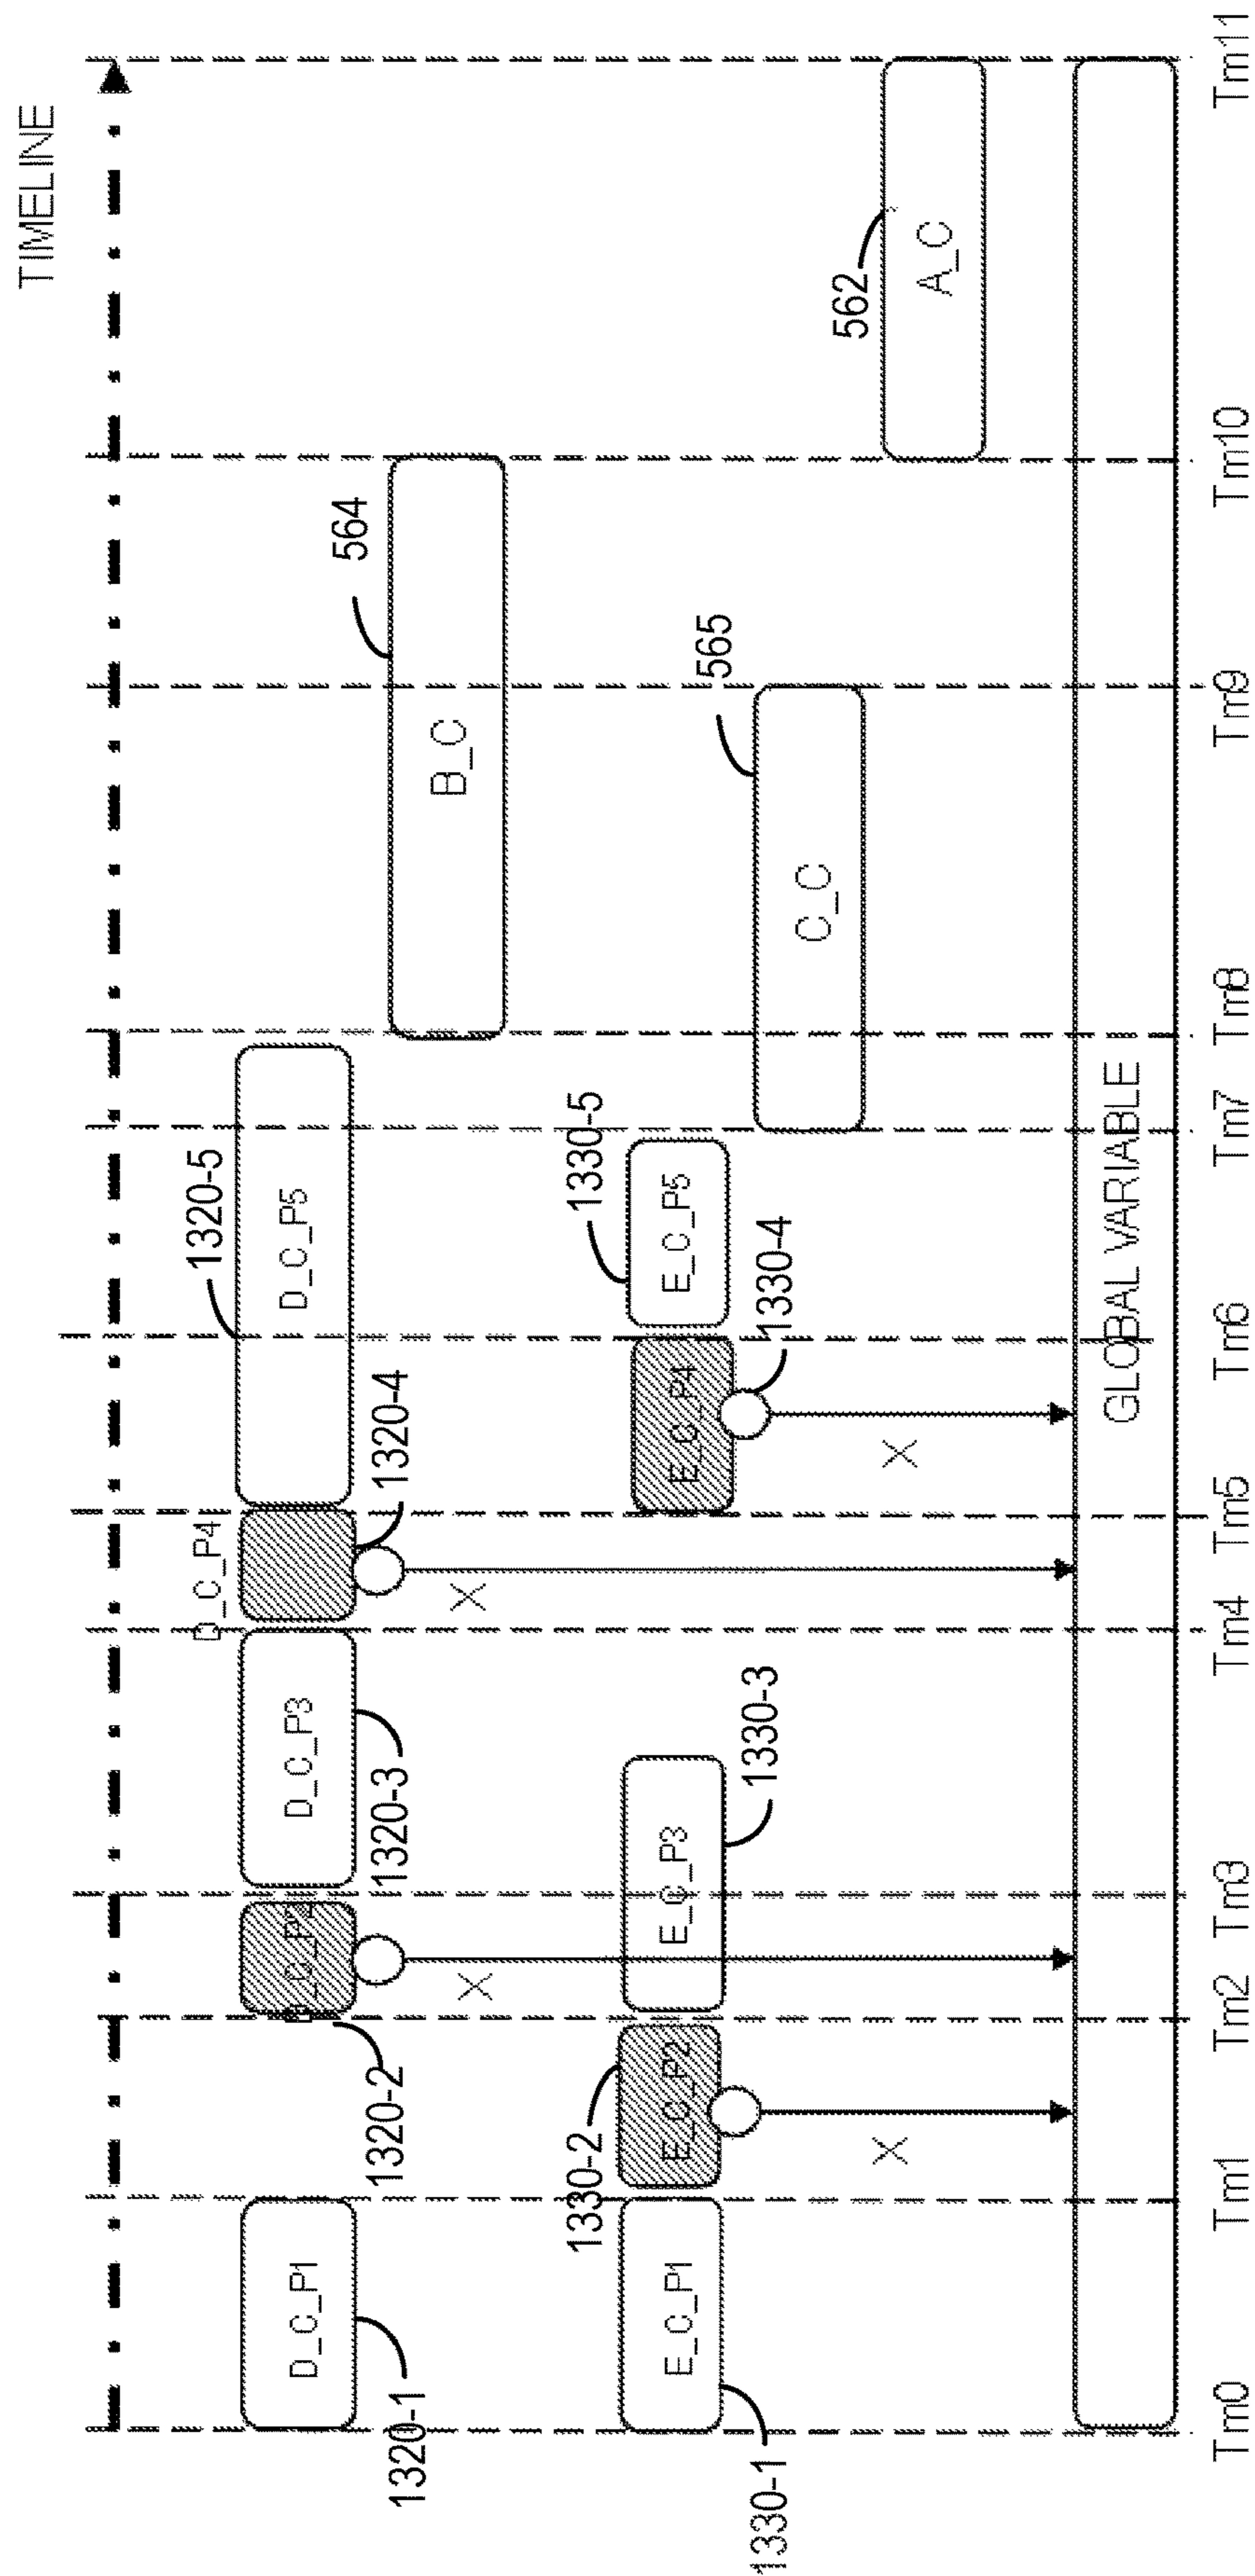 TIMELINE
D_C_P1
1320-1
D_C_P2
1320-2
D_C_P3
1320-3
D_C_P4
1320-4
D_C_P5
1320-5
X
X
B_C
564
E_C_P1
1330-1
E_C_P2
1330-2
E_C_P3
1330-3
E_C_P4
1330-4
E_C_P5
1330-5
X
X
C_C
565
A_C
562
GLOBAL VARIABLE
Tm0
Tm1
Tm2
Tm3
Tm4
Tm5
Tm6
Tm7
Tm8
Tm9
Tm10
Tm11